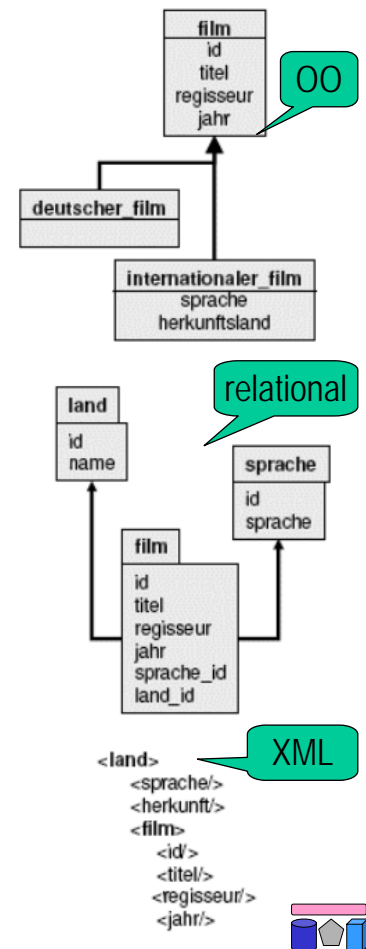 film
id
titel
regisseur
jahr
OO
deutscher_film
internationaler_film
sprache
herkunftsland
relational
land
id
name
sprache
id
sprache
film
id
titel
regisseur
jahr
sprache_id
land_id
XML
<land>
<sprache/>
<herkunft/>
<film>
<id/>
<titel/>
<regisseur/>
<jahr/>